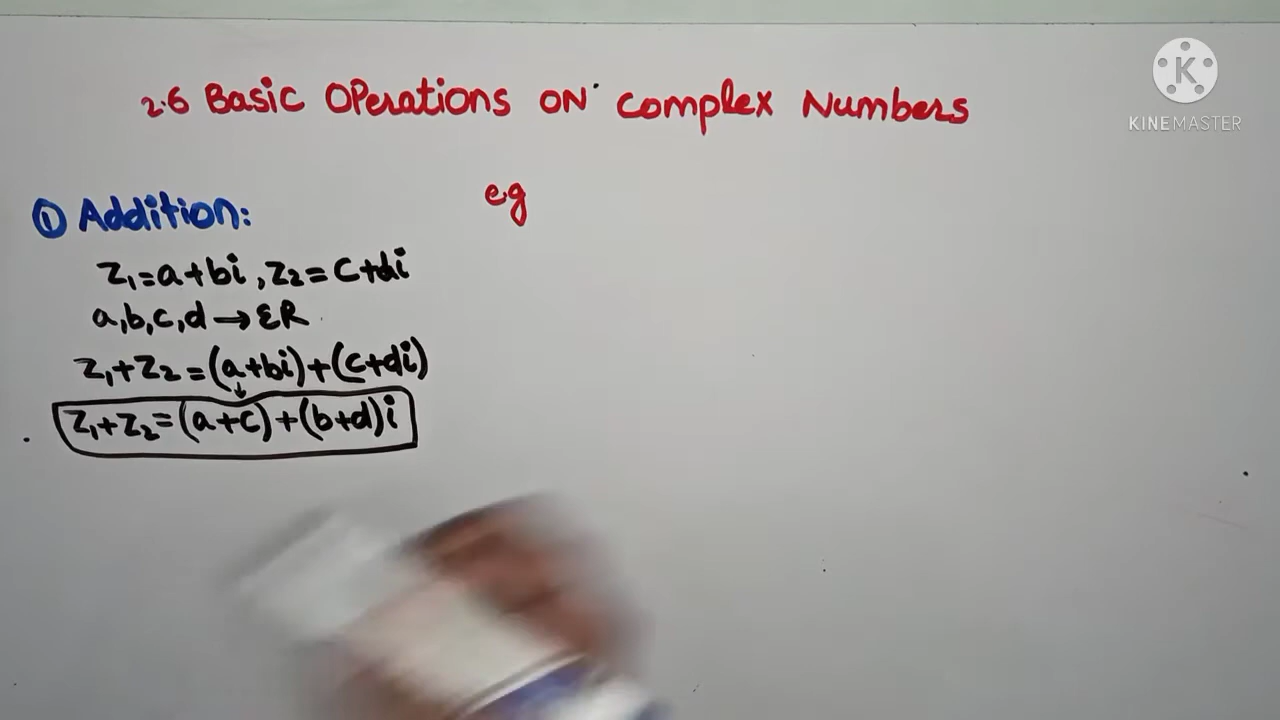 2.6 Basic Operations ON Complex Numbers
K
KINEMASTER
① Addition:
z₁=a+bi, z₂=c+di
a,b,c,d → ℇR
z₁+z₂=(a+bi)+(c+di)
z₁+z₂=(a+c)+(b+d)i
e.g